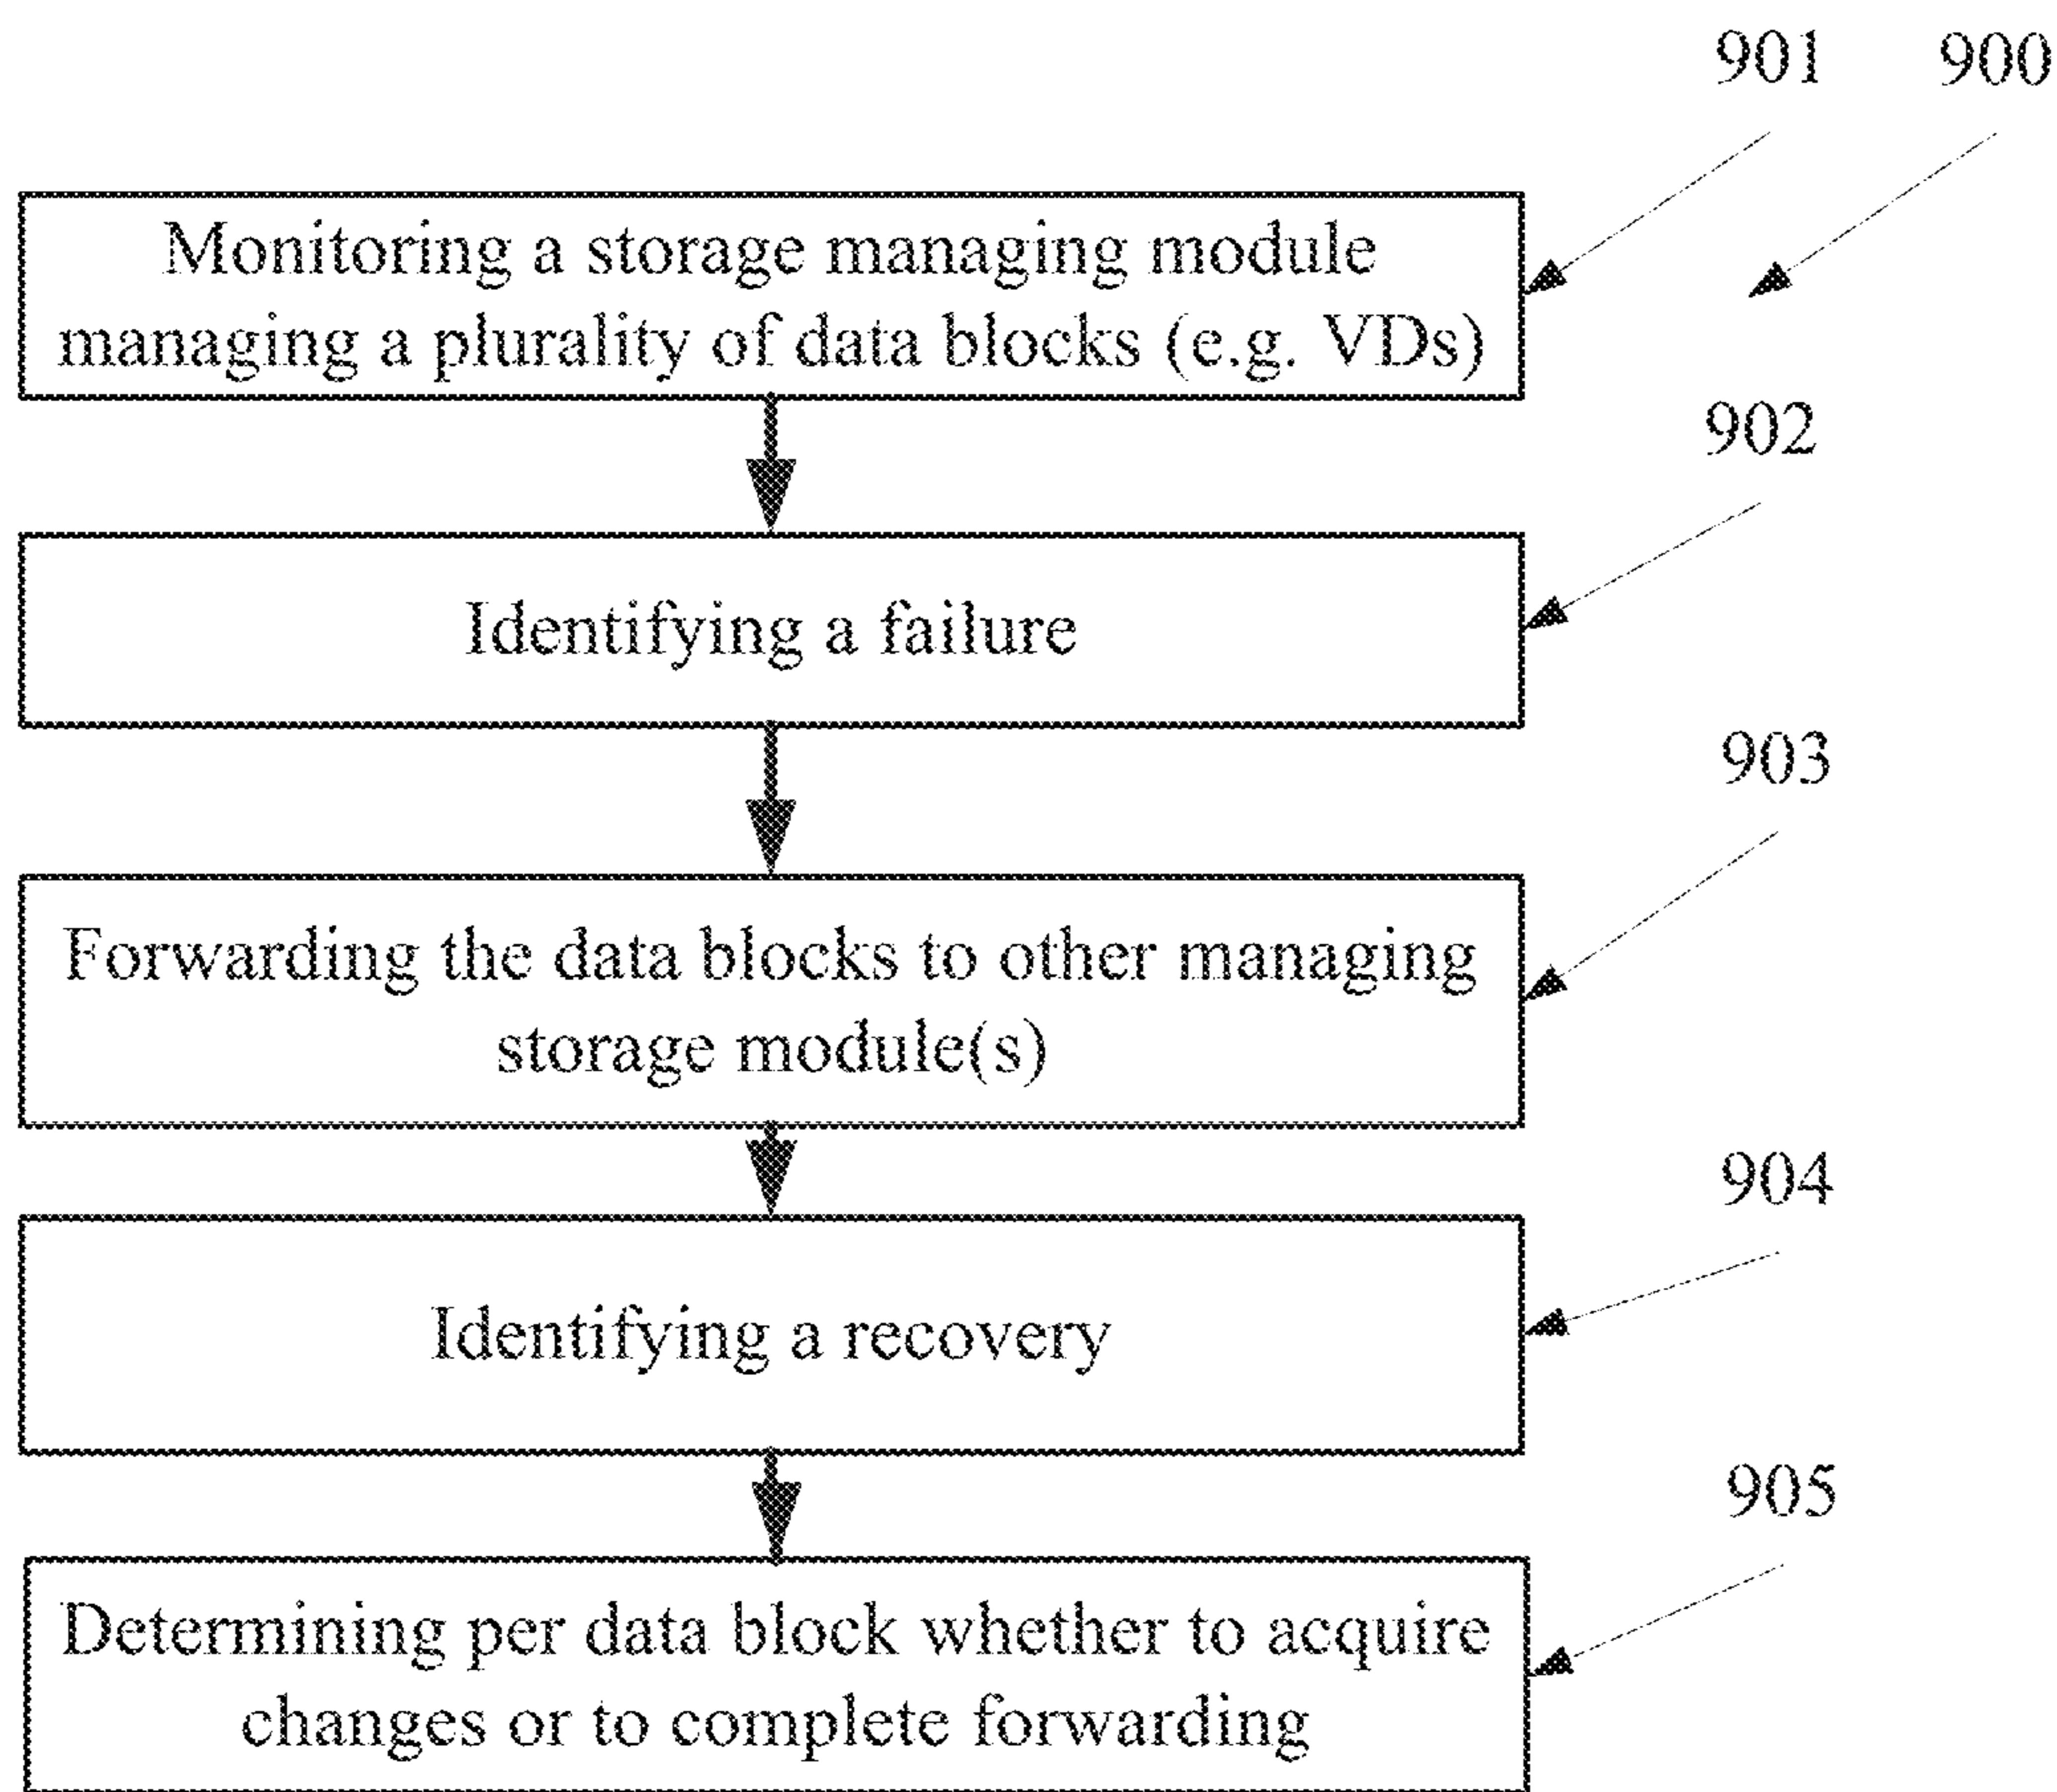 901 900
Monitoring a storage managing module
managing a plurality of data blocks (e.g. VDs)
902
Identifying a failure
903
Forwarding the data blocks to other managing
storage module(s)
904
Identifying a recovery
905
Determining per data block whether to acquire
changes or to complete forwarding